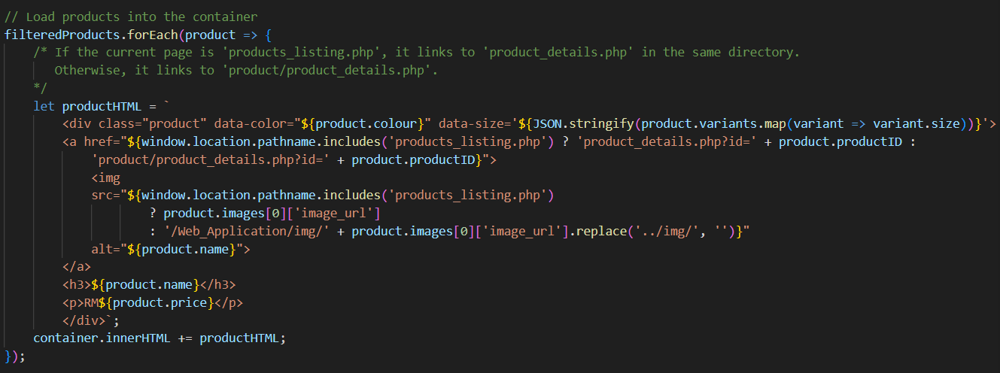 // Load products into the container
filteredProducts.forEach(product => {
    /* If the current page is 'products_listing.php', it links to 'product_details.php' in the same directory.
       Otherwise, it links to 'product/product_details.php'.
    */
    let productHTML = `
        <div class="product" data-color="${product.colour}" data-size='${JSON.stringify(product.variants.map(variant => variant.size))}'>
        <a href="${window.location.pathname.includes('products_listing.php') ? 'product_details.php?id=' + product.productID :
            'product/product_details.php?id=' + product.productID}">
            <img
            src="${window.location.pathname.includes('products_listing.php')
                    ? product.images[0]['image_url']
                    : '/Web_Application/img/' + product.images[0]['image_url'].replace('../img/', '')}"
            alt="${product.name}">
        </a>
        <h3>${product.name}</h3>
        <p>RM${product.price}</p>
        </div>`;
    container.innerHTML += productHTML;
});